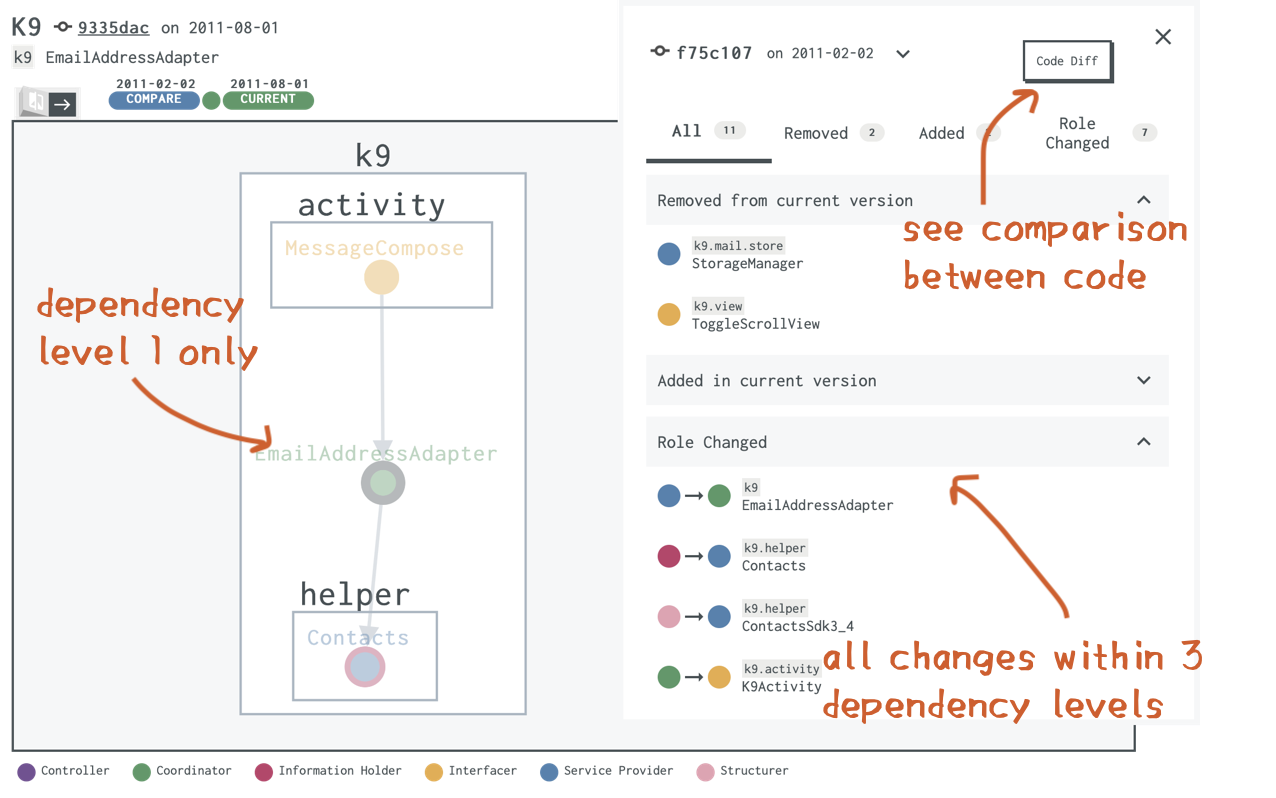 K9 9335dac on 2011-08-01
k9 EmailAddressAdapter
2011-02-02 2011-08-01
COMPARE CURRENT
k9
activity
MessageCompose
dependency
level 1 only
EmailAddressAdapter
helper
Contacts
f75c107 on 2011-02-02
Code Diff
All 11 Removed 2 Added Role Changed 7
Removed from current version
see comparison
between code
k9.mail.store
StorageManager
k9.view
ToggleScrollView
Added in current version
Role Changed
k9
EmailAddressAdapter
k9.helper
Contacts
k9.helper
ContactsSdk3_4
k9.activity
K9Activity
all changes within 3
dependency levels
Controller Coordinator Information Holder Interfacer Service Provider Structurer